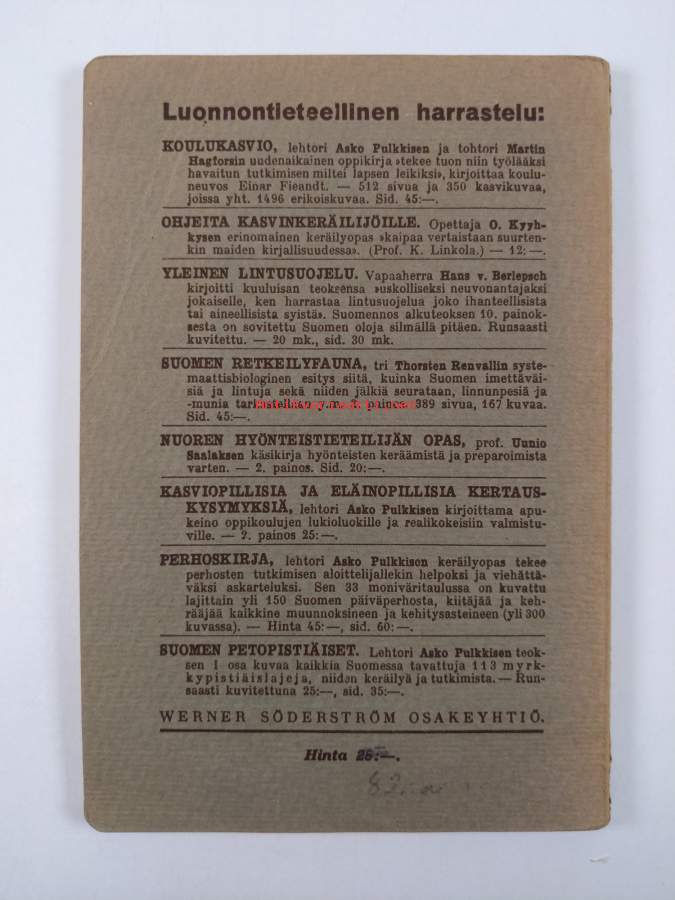 Luonnontieteellinen harrastelu:
KOULUKASVIO, lehtori Asko Pulkkisen ja tohtori Martin
Hagforsin uudenaikainen oppikirja »tekee tuon niin työlääksi
havaitun tutkimisen miltei lapsen leikiksi», kirjoittaa koulu-
neuvos Einar Fieandt. — 512 sivua ja 350 kasvikuvaa,
joissa yht. 1496 erikoiskuvaa. Sid. 45:—.
OHJEITA KASVINKERÄILIJÖILLE. Opettaja O. Kyyh-
kysen erinomainen keräilyopas »kaipaa vertaistaan suurten-
kin maiden kirjallisuudessa». (Prof. K. Linkola.) — 12:—.
YLEINEN LINTUSUOJELU. Vapaaherra Hans v. Berlepsch
kirjoitti kuuluisan teoksensa »uskolliseksi neuvonantajaksi
jokaiselle, ken harrastaa lintusuojelua joko ihanteellisista
tai aineellisista syistä». Suomennos alkuteoksen 10. painok-
sesta on sovitettu Suomen oloja silmällä pitäen. Runsaasti
kuvitettu. — 20 mk., sid. 30 mk.
SUOMEN RETKEILYFAUNA, tri Thorsten Renvallin syste-
maattisbiologinen esitys siitä, kuinka Suomen imettäväi-
siä ja lintuja sekä niiden jälkiä seurataan, linnunpesiä ja
-munia tarkastellaan y.m. painos. 389 sivua, 167 kuvaa.
Sid. 45:—.
NUOREN HYÖNTEISTIETEILIJÄN OPAS, prof. Uunio
Saalaksen käsikirja hyönteisten keräämistä ja preparoimista
varten. — 2. painos. Sid. 20:—.
KASVIOPILLISIA JA ELÄINOPILLISIA KERTAUS-
KYSYMYKSIÄ, lehtori Asko Pulkkisen kirjoittama apu-
keino oppikoulujen lukioluokille ja realikokeisiin valmistu-
ville. — 2. painos 25:—.
PERHOSKIRJA, lehtori Asko Pulkkisen keräilyopas tekee
perhosten tutkimisen aloittelijallekin helpoksi ja viehättä-
väksi askarteluksi. Sen 33 moniväritaulussa on kuvattu
lajittain yli 150 Suomen päiväperhosta, kiitäjää ja keh-
rääjää kaikkine muunnoksineen ja kehitysasteineen (yli 300
kuvassa). — Hinta 45:—, sid. 60:—.
SUOMEN PETOPISTIÄISET. Lehtori Asko Pulkkisen teok-
sen I osa kuvaa kaikkia Suomessa tavattuja 113 myrk-
kypistiäislajeja, niiden keräilyä ja tutkimista. — Run-
saasti kuvitettuna 25:—, sid. 35:—.
WERNER SÖDERSTRÖM OSAKEYHTIÖ.
Hinta 25:—.